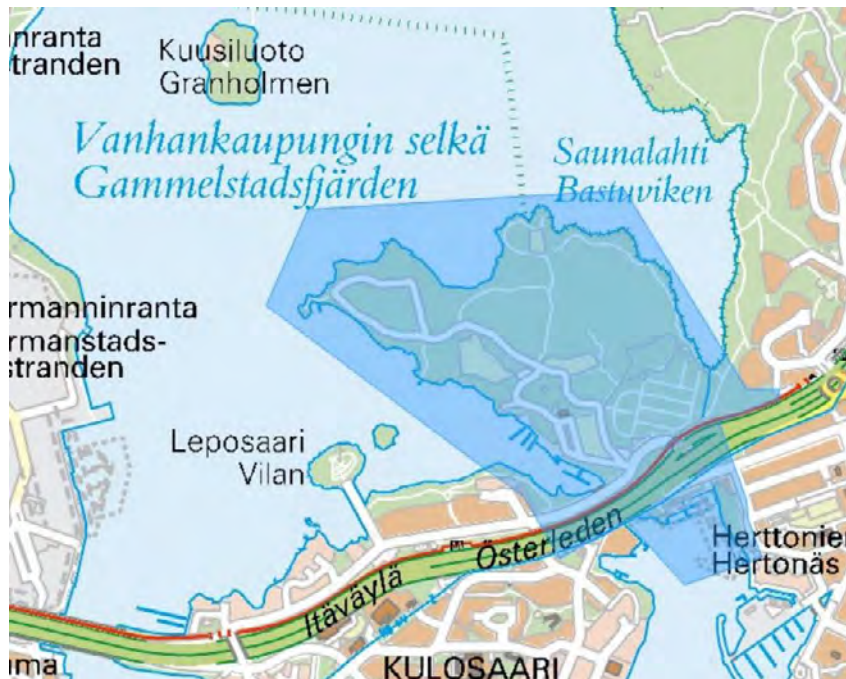 nranta
tranden
Kuusiluoto
Granholmen
Vanhankaupungin selkä
Gammelstadsfjärden
Saunalahti
Bastuviken
rmanninranta
rmanstads-
stranden
Leposaari
Vilan
Herttonie
Hertonäs
Itäväylä
Österleden
KULOSAARI
ma